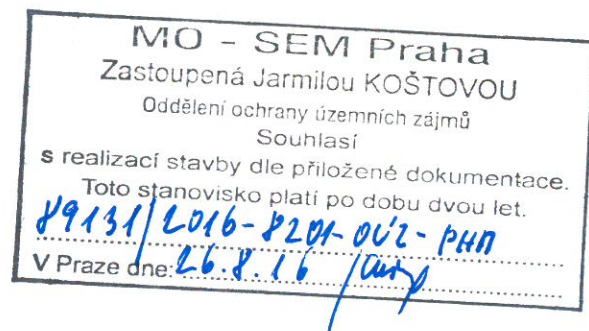 MO - SEM Praha
Zastoupená Jarmilou KOŠTOVOU
Oddělení ochrany územních zájmů
Souhlasí
s realizací stavby dle přiložené dokumentace.
Toto stanovisko platí po dobu dvou let.
89131/2016-8201-OÚZ-PHA
V Praze dne: 26.8.16